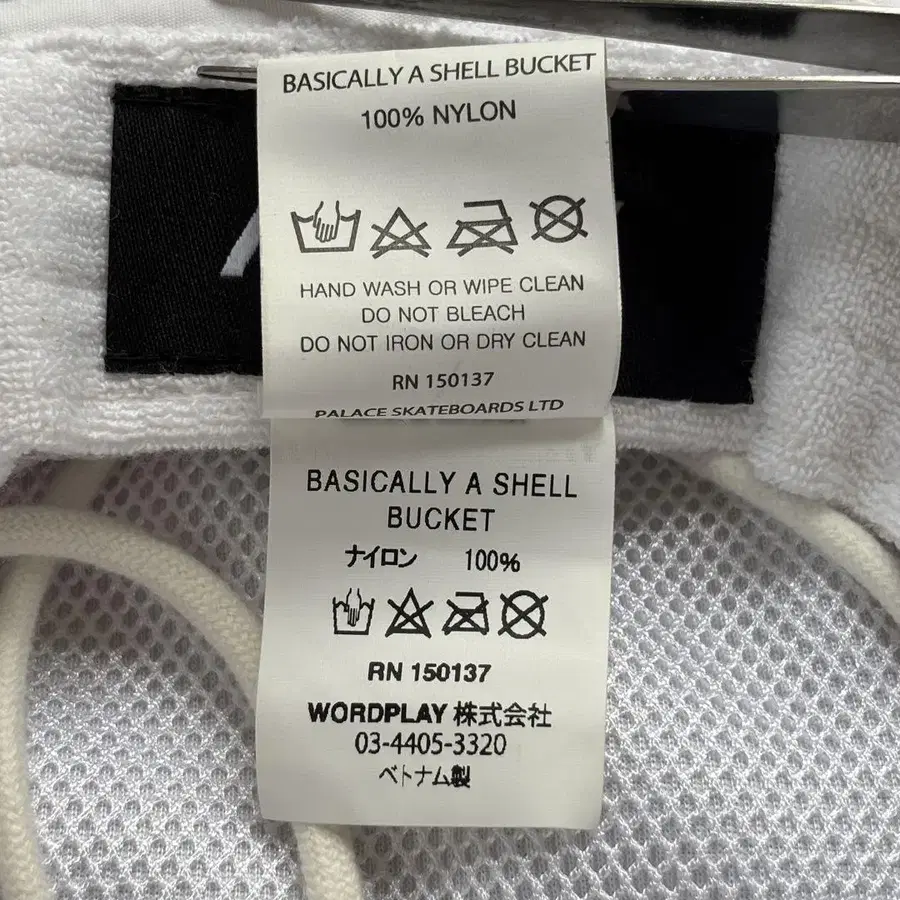 BASICALLY A SHELL BUCKET
100% NYLON
HAND WASH OR WIPE CLEAN
DO NOT BLEACH
DO NOT IRON OR DRY CLEAN
RN 150137
PALACE SKATEBOARDS LTD
BASICALLY A SHELL
BUCKET
ナイロン 100%
RN 150137
WORDPLAY 株式会社
03-4405-3320
ベトナム製